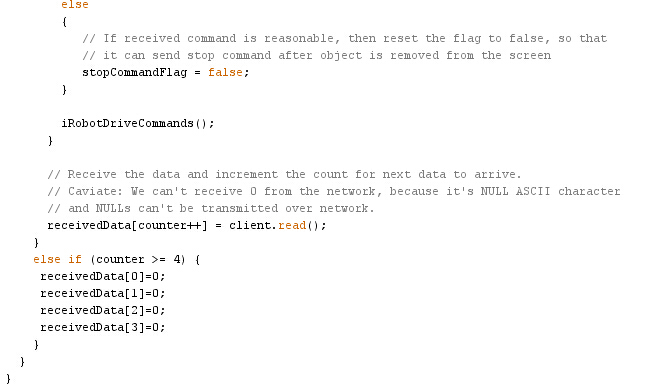 else
{
// If received command is reasonable, then reset the flag to false, so that
// it can send stop command after object is removed from the screen
stopCommandFlag = false;
}
iRobotDriveCommands();
}
// Receive the data and increment the count for next data to arrive.
// Caviate: We can't receive 0 from the network, because it's NULL ASCII character
// and NULLs can't be transmitted over network.
receivedData[counter++] = client.read();
}
else if (counter >= 4) {
receivedData[0]=0;
receivedData[1]=0;
receivedData[2]=0;
receivedData[3]=0;
}
}
}